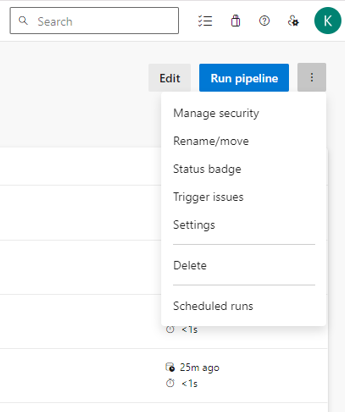 Search
K
Edit
Run pipeline
Manage security
Rename/move
Status badge
Trigger issues
Settings
Delete
Scheduled runs
<1s
25m ago
<1s